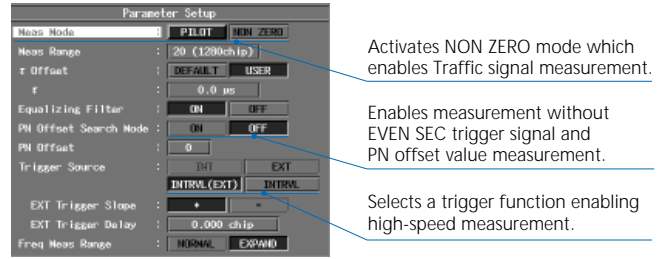 Parameter Setup
Meas Mode : PILOT NON ZERO
Meas Range : 20 (1280chip)
τ Offset : DEFAULT USER
τ : 0.0 µs
Equalizing Filter : ON OFF
PN Offset Search Mode : ON OFF
PN Offset : 0
Trigger Source : INT EXT
INTRVL(EXT) INTRVL
EXT Trigger Slope : + -
EXT Trigger Delay : 0.000 chip
Freq Meas Range : NORMAL EXPAND
Activates NON ZERO mode which
enables Traffic signal measurement.
Enables measurement without
EVEN SEC trigger signal and
PN offset value measurement.
Selects a trigger function enabling
high-speed measurement.